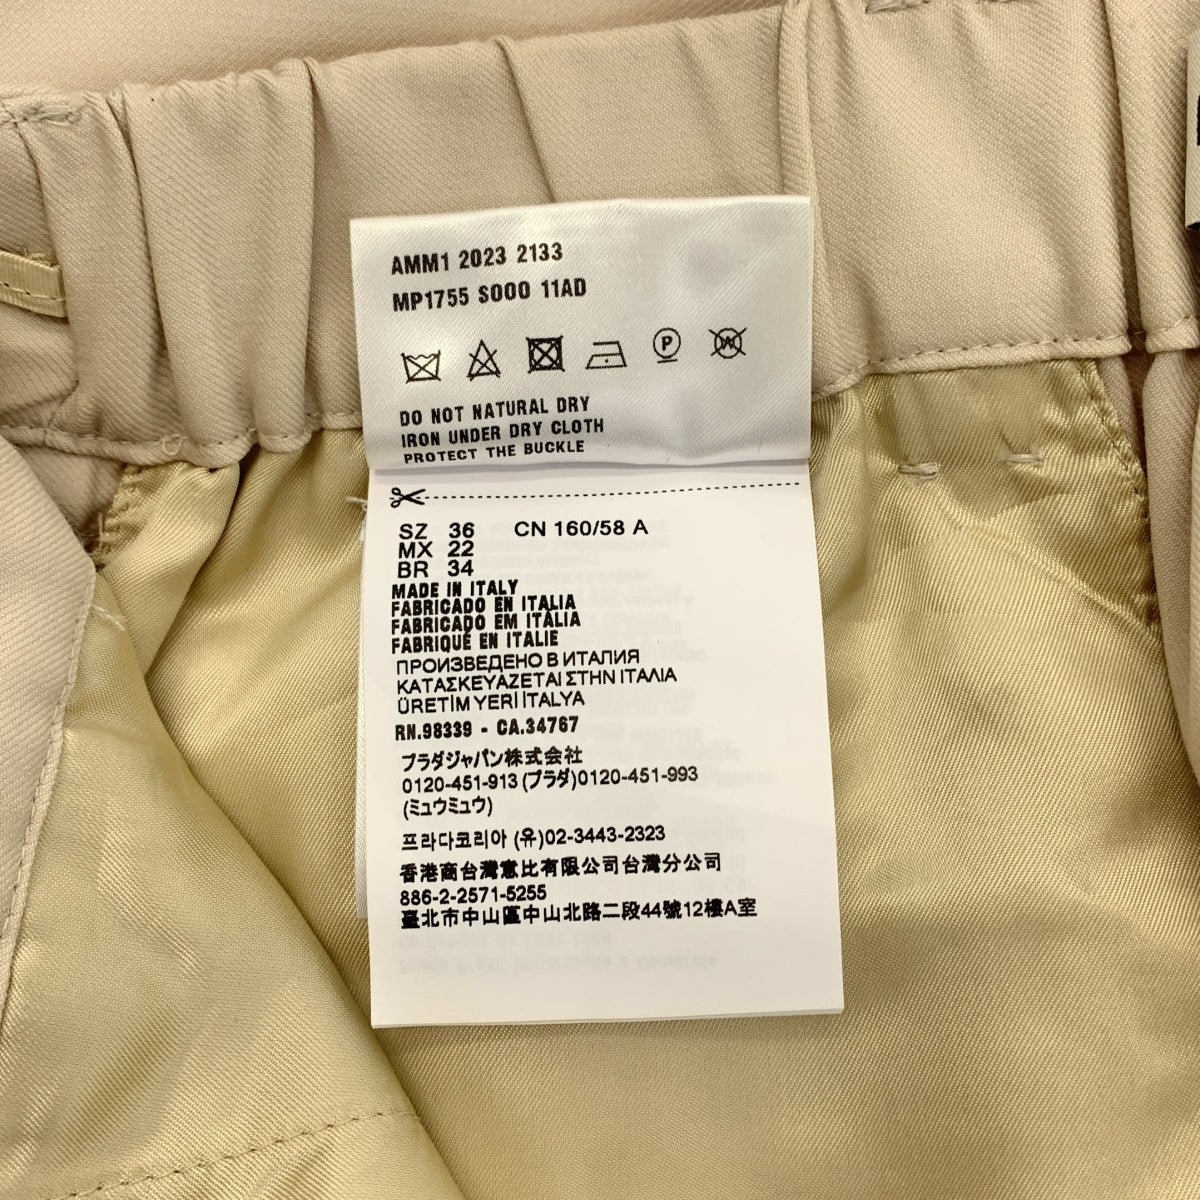 AMM1 2023 2133
MP1755 S000 11AD
P W
DO NOT NATURAL DRY
IRON UNDER DRY CLOTH
PROTECT THE BUCKLE
SZ 36 CN 160/58 A
MX 22
BR 34
MADE IN ITALY
FABRICADO EN ITALIA
FABRICADO EM ITÁLIA
FABRIQUÉ EN ITALIE
ПРОИЗВЕДЕНО В ИТАЛИЯ
ΚΑΤΑΣΚΕΥΑΖΕΤΑΙ ΣΤΗΝ ΙΤΑΛΙΑ
ÜRETİM YERİ İTALYA
RN.98339 - CA.34767
プラダジャパン株式会社
0120-451-913 (プラダ)0120-451-993
(ミュウミュウ)
프라다코리아 (유)02-3443-2323
香港商台灣意比有限公司台灣分公司
886-2-2571-5255
臺北市中山區中山北路二段44號12樓A室